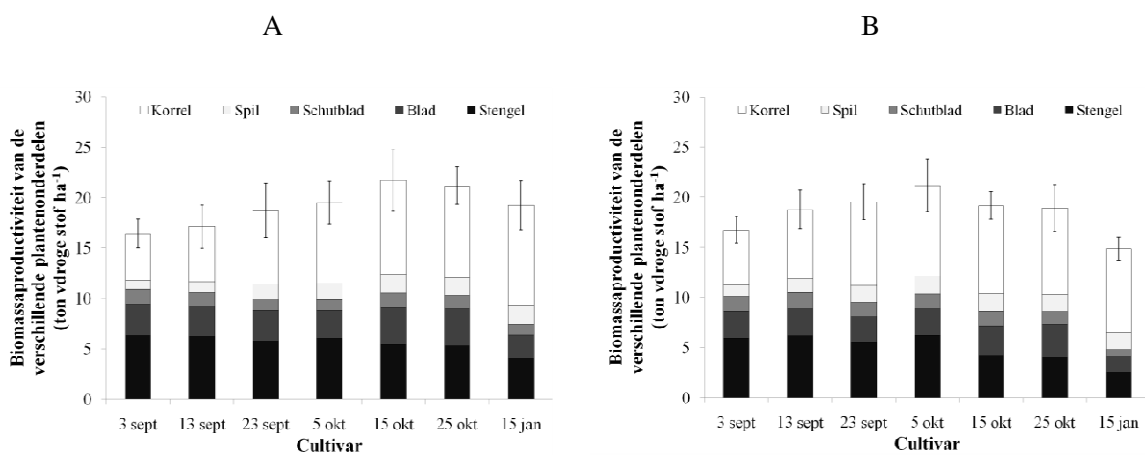 A
Biomassaproductiviteit van de
verschillende plantenonderdelen
(ton vdroge stof ha⁻¹)
30
25
20
15
10
5
0
Korrel Spil Schutblad Blad Stengel
3 sept 13 sept 23 sept 5 okt 15 okt 25 okt 15 jan
Cultivar
B
Biomassaproductiviteit van de
verschillende plantenonderdelen
(ton vdroge stof ha⁻¹)
30
25
20
15
10
5
0
Korrel Spil Schutblad Blad Stengel
3 sept 13 sept 23 sept 5 okt 15 okt 25 okt 15 jan
Cultivar